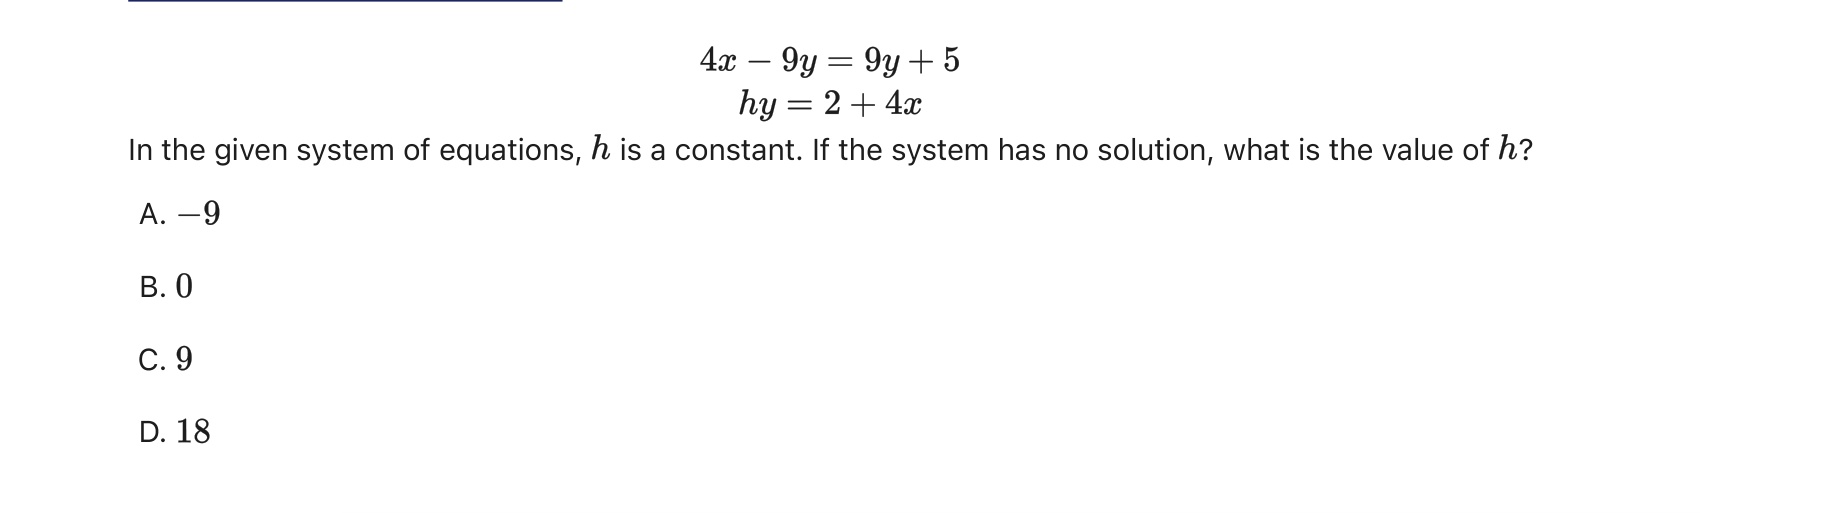 4x − 9y = 9y + 5
hy = 2 + 4x
In the given system of equations, h is a constant. If the system has no solution, what is the value of h?
A. −9
B. 0
C. 9
D. 18